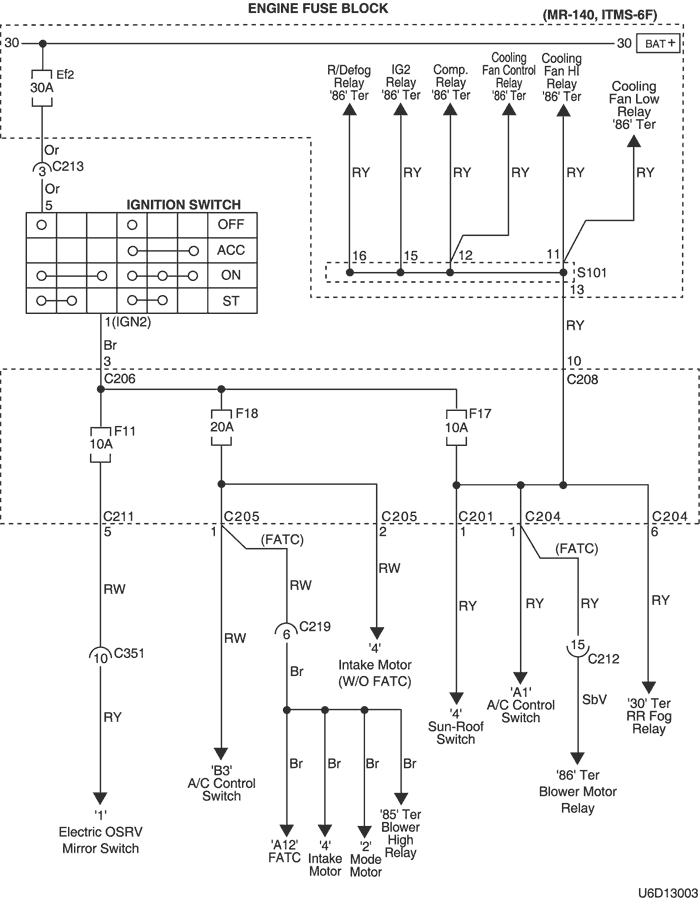 ENGINE FUSE BLOCK
(MR-140, ITMS-6F)
30
30
BAT+
Ef2
30A
R/Defog
Relay
'86' Ter
IG2
Relay
'86' Ter
Comp.
Relay
'86' Ter
Cooling
Fan Control
Relay
'86' Ter
Cooling
Fan HI
Relay
'86' Ter
Cooling
Fan Low
Relay
'86' Ter
Or
3
C213
Or
5
RY
RY
RY
RY
RY
RY
IGNITION SWITCH
OFF
ACC
ON
ST
16
15
12
11
S101
13
1(IGN2)
Br
3
C206
RY
10
C208
F11
10A
F18
20A
F17
10A
C211
5
C205
1
C205
2
C201
1
C204
1
C204
6
(FATC)
(FATC)
RW
RW
RW
RW
RY
RY
RY
RY
10
C351
6
C219
15
C212
RY
Br
SbV
'4'
Intake Motor
(W/O FATC)
'4'
Sun-Roof
Switch
'A1'
A/C Control
Switch
'30' Ter
RR Fog
Relay
'B3'
A/C Control
Switch
Br
Br
Br
Br
'86' Ter
Blower Motor
Relay
'1'
Electric OSRV
Mirror Switch
'A12'
FATC
'4'
Intake
Motor
'2'
Mode
Motor
'85' Ter
Blower
High
Relay
U6D13003